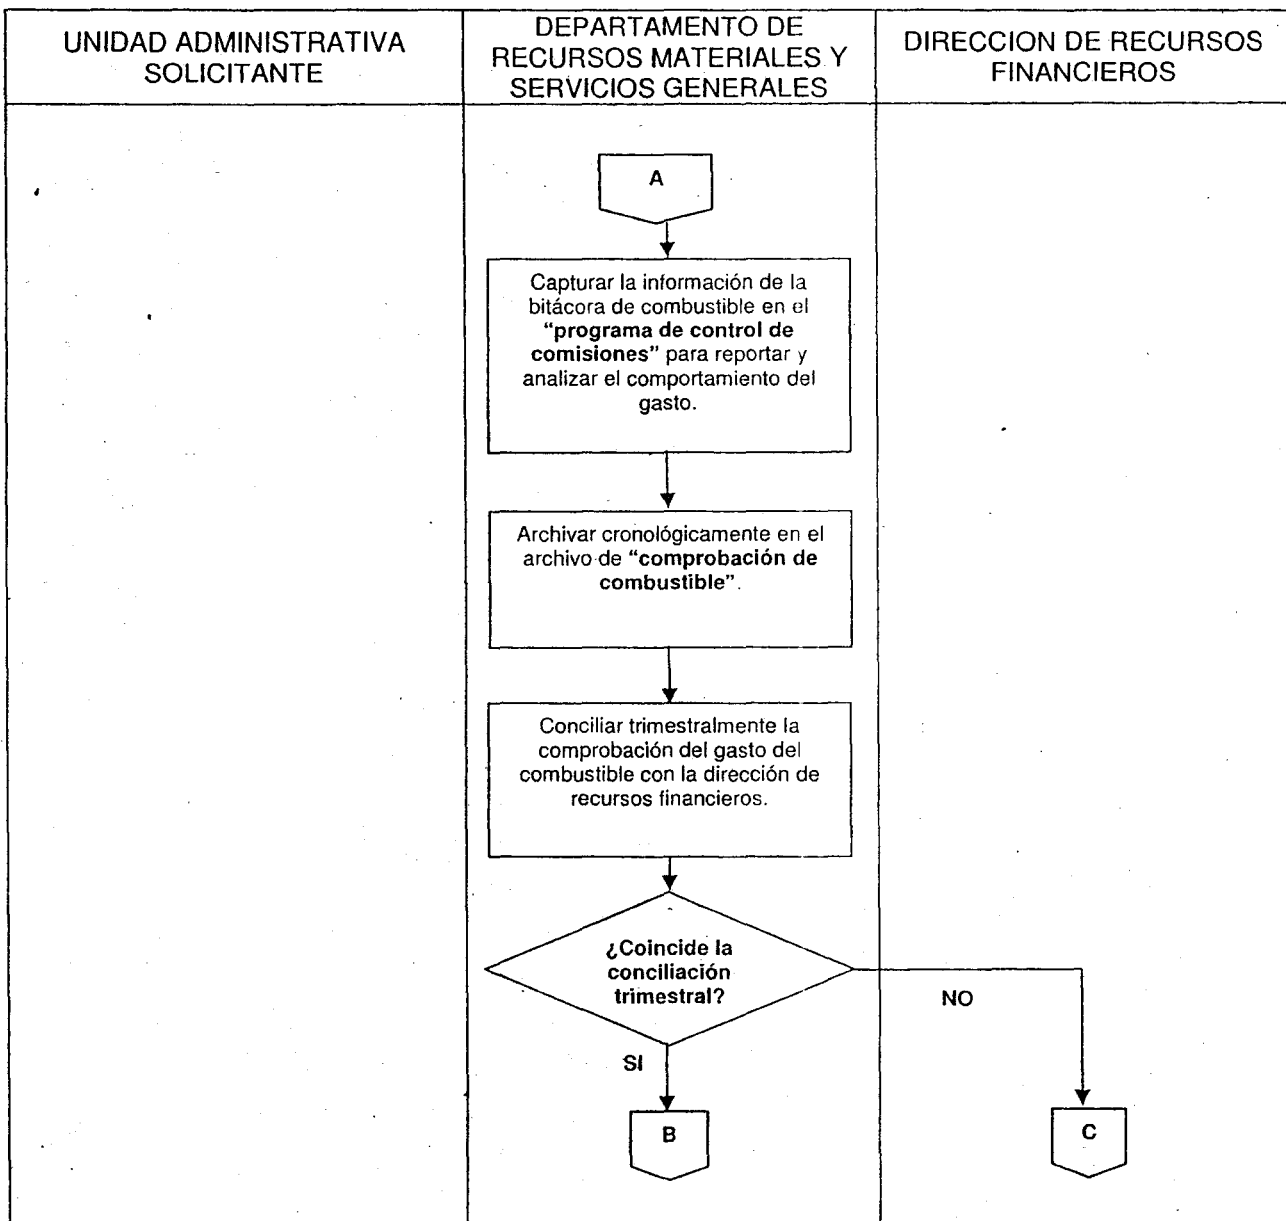 UNIDAD ADMINISTRATIVA
SOLICITANTE
DEPARTAMENTO DE
RECURSOS MATERIALES Y
SERVICIOS GENERALES
DIRECCION DE RECURSOS
FINANCIEROS
A
Capturar la información de la
bitácora de combustible en el
“programa de control de
comisiones” para reportar y
analizar el comportamiento del
gasto.
Archivar cronológicamente en el
archivo de “comprobación de
combustible”.
Conciliar trimestralmente la
comprobación del gasto del
combustible con la dirección de
recursos financieros.
¿Coincide la
conciliación
trimestral?
NO
SI
B
C